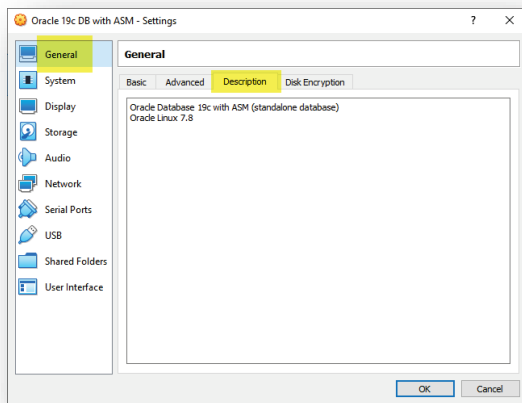 Oracle 19c DB with ASM - Settings
?
General
System
Display
Storage
Audio
Network
Serial Ports
USB
Shared Folders
User Interface
General
Basic Advanced Description Disk Encryption
Oracle Database 19c with ASM (standalone database)
Oracle Linux 7.8
OK Cancel